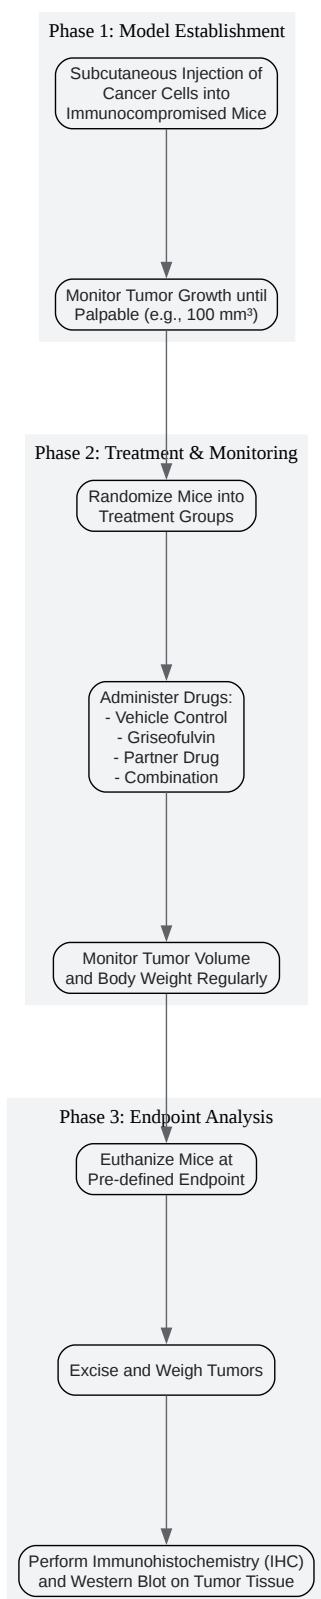 Phase 1: Model Establishment
Subcutaneous Injection of
Cancer Cells into
Immunocompromised Mice
Monitor Tumor Growth until
Palpable (e.g., 100 mm³)
Phase 2: Treatment & Monitoring
Randomize Mice into
Treatment Groups
Administer Drugs:
- Vehicle Control
- Griseofulvin
- Partner Drug
- Combination
Monitor Tumor Volume
and Body Weight Regularly
Phase 3: Endpoint Analysis
Euthanize Mice at
Pre-defined Endpoint
Excise and Weigh Tumors
Perform Immunohistochemistry (IHC)
and Western Blot on Tumor Tissue